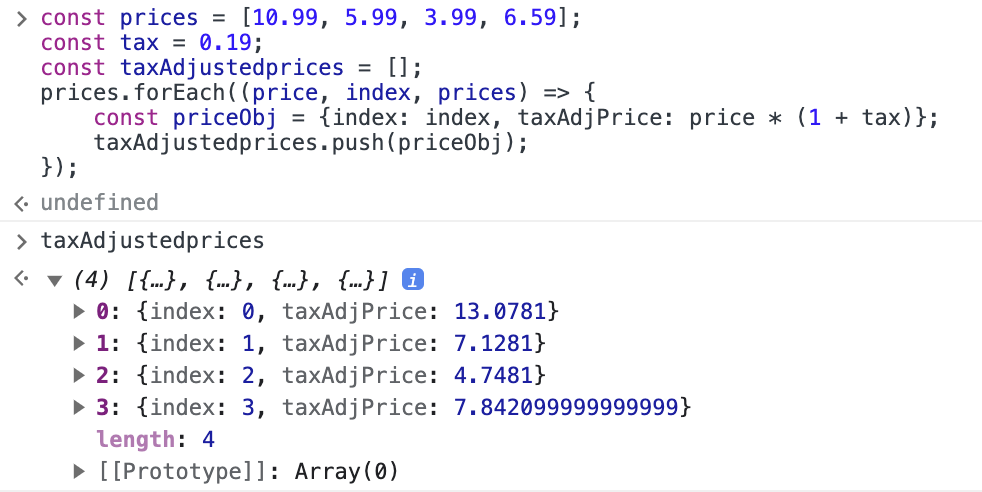 > const prices = [10.99, 5.99, 3.99, 6.59];
const tax = 0.19;
const taxAdjustedprices = [];
prices.forEach((price, index, prices) => {
    const priceObj = {index: index, taxAdjPrice: price * (1 + tax)};
    taxAdjustedprices.push(priceObj);
});
undefined
> taxAdjustedprices
(4) [{…}, {…}, {…}, {…}] i
0: {index: 0, taxAdjPrice: 13.0781}
1: {index: 1, taxAdjPrice: 7.1281}
2: {index: 2, taxAdjPrice: 4.7481}
3: {index: 3, taxAdjPrice: 7.842099999999999}
length: 4
[[Prototype]]: Array(0)